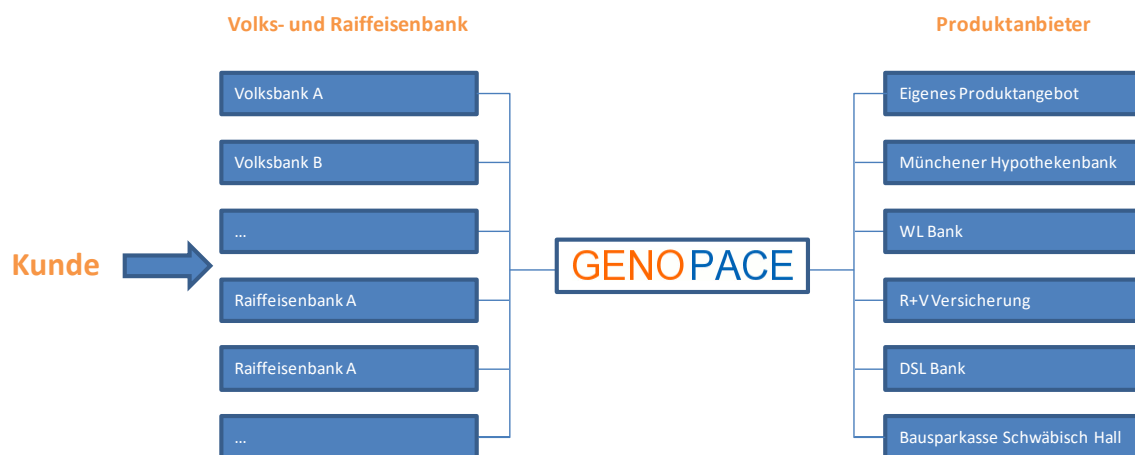 Volks- und Raiffeisenbank
Produktanbieter
Volksbank A
Volksbank B
...
Raiffeisenbank A
Raiffeisenbank A
...
Kunde
GENOPACE
Eigenes Produktangebot
Münchener Hypothekenbank
WL Bank
R+V Versicherung
DSL Bank
Bausparkasse Schwäbisch Hall